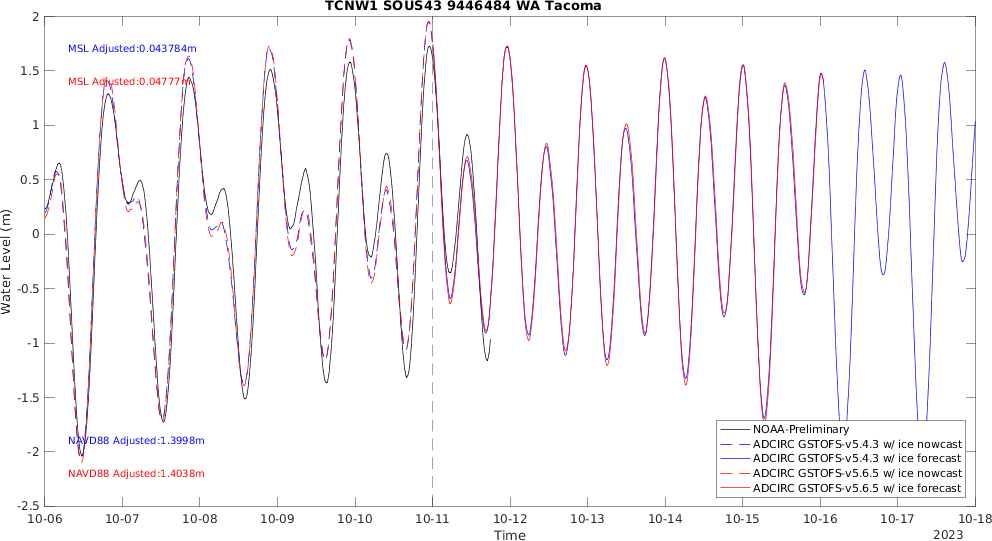 TCNW1 SOUS43 9446484 WA Tacoma
MSL Adjusted:0.043784m
MSL Adjusted:0.04777m
NAVD88 Adjusted:1.3998m
NAVD88 Adjusted:1.4038m
Water Level (m)
2
1.5
1
0.5
0
-0.5
-1
-1.5
-2
-2.5
NOAA-Preliminary
ADCIRC GSTOFS-v5.4.3 w/ ice nowcast
ADCIRC GSTOFS-v5.4.3 w/ ice forecast
ADCIRC GSTOFS-v5.6.5 w/ ice nowcast
ADCIRC GSTOFS-v5.6.5 w/ ice forecast
10-06 10-07 10-08 10-09 10-10 10-11 10-12 10-13 10-14 10-15 10-16 10-17 10-18
Time
2023